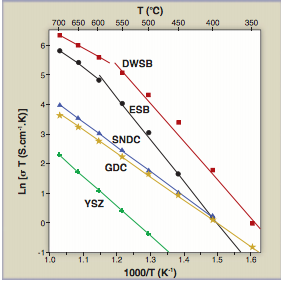 T (°C)
700 650 600 550 500 450 400 350
Ln [σ T (S.cm⁻¹.K)]
6
5
4
3
2
1
0
-1
DWSB
ESB
SNDC
GDC
YSZ
1.0 1.1 1.2 1.3 1.4 1.5 1.6
1000/T (K⁻¹)